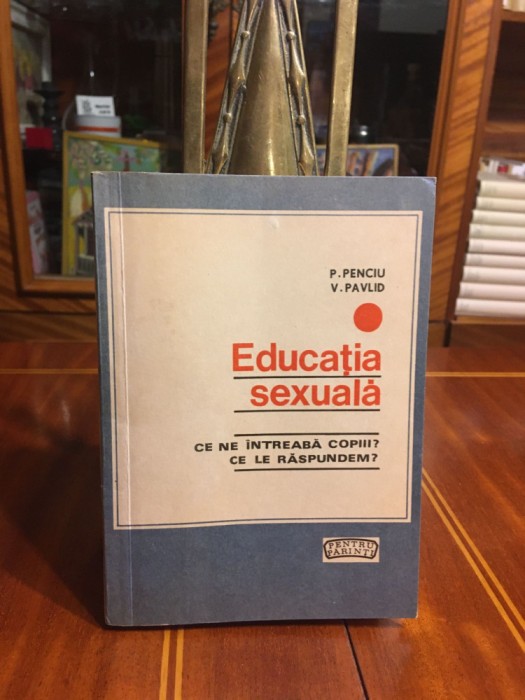 P. PENCIU
V. PAVLID
Educația
sexuală
CE NE ÎNTREABĂ COPIII?
CE LE RĂSPUNDEM?
PENTRU
PĂRINȚI